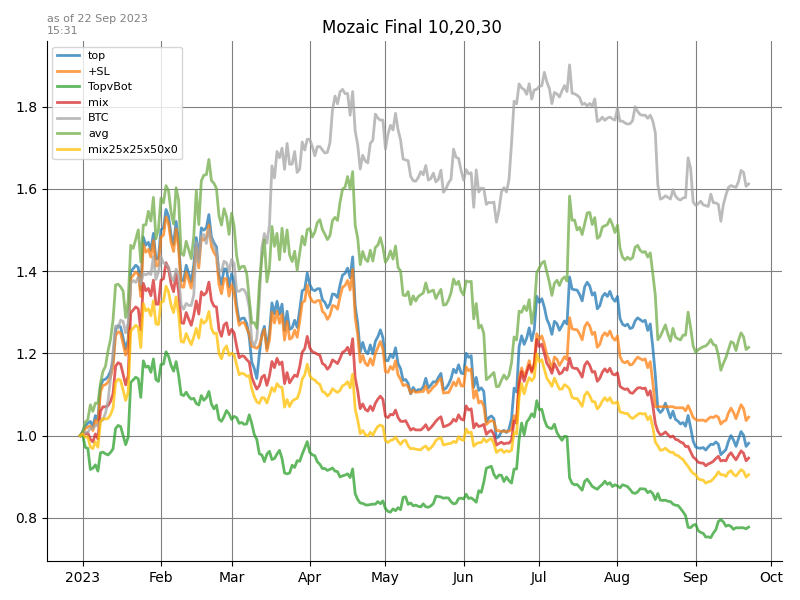 as of 22 Sep 2023
15:31
Mozaic Final 10,20,30
top
+SL
TopvBot
mix
BTC
avg
mix25x25x50x0
1.8
1.6
1.4
1.2
1.0
0.8
2023 Feb Mar Apr May Jun Jul Aug Sep Oct